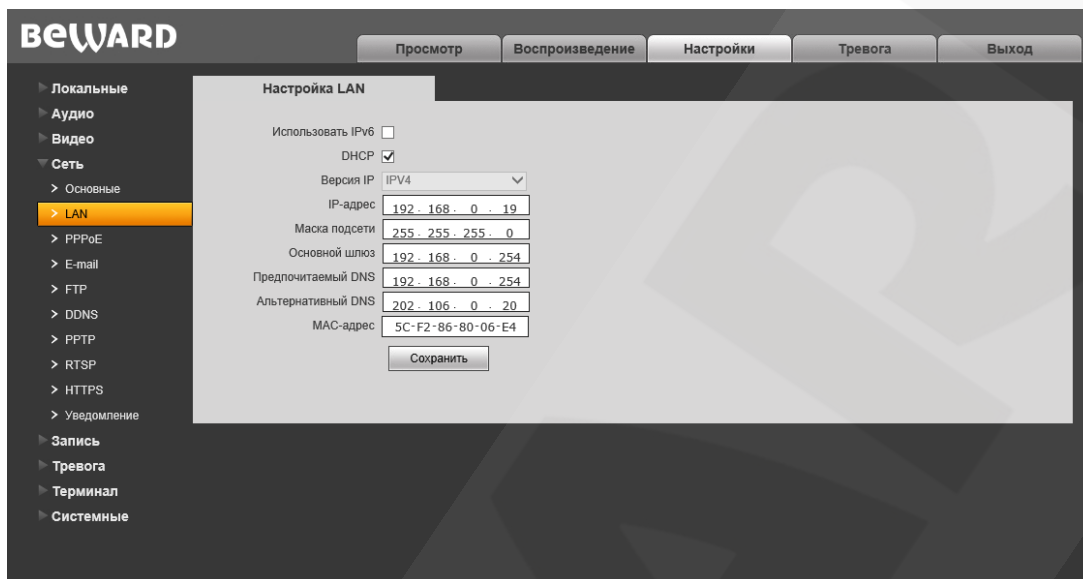 BEWARD
Просмотр Воспроизведение Настройки Тревога Выход
Локальные
Аудио
Видео
Сеть
Основные
LAN
PPPoE
E-mail
FTP
DDNS
PPTP
RTSP
HTTPS
Уведомление
Запись
Тревога
Терминал
Системные
Настройка LAN
Использовать IPv6
DHCP
Версия IP IPV4
IP-адрес 192 . 168 . 0 . 19
Маска подсети 255 . 255 . 255 . 0
Основной шлюз 192 . 168 . 0 . 254
Предпочитаемый DNS 192 . 168 . 0 . 254
Альтернативный DNS 202 . 106 . 0 . 20
MAC-адрес 5C-F2-86-80-06-E4
Сохранить